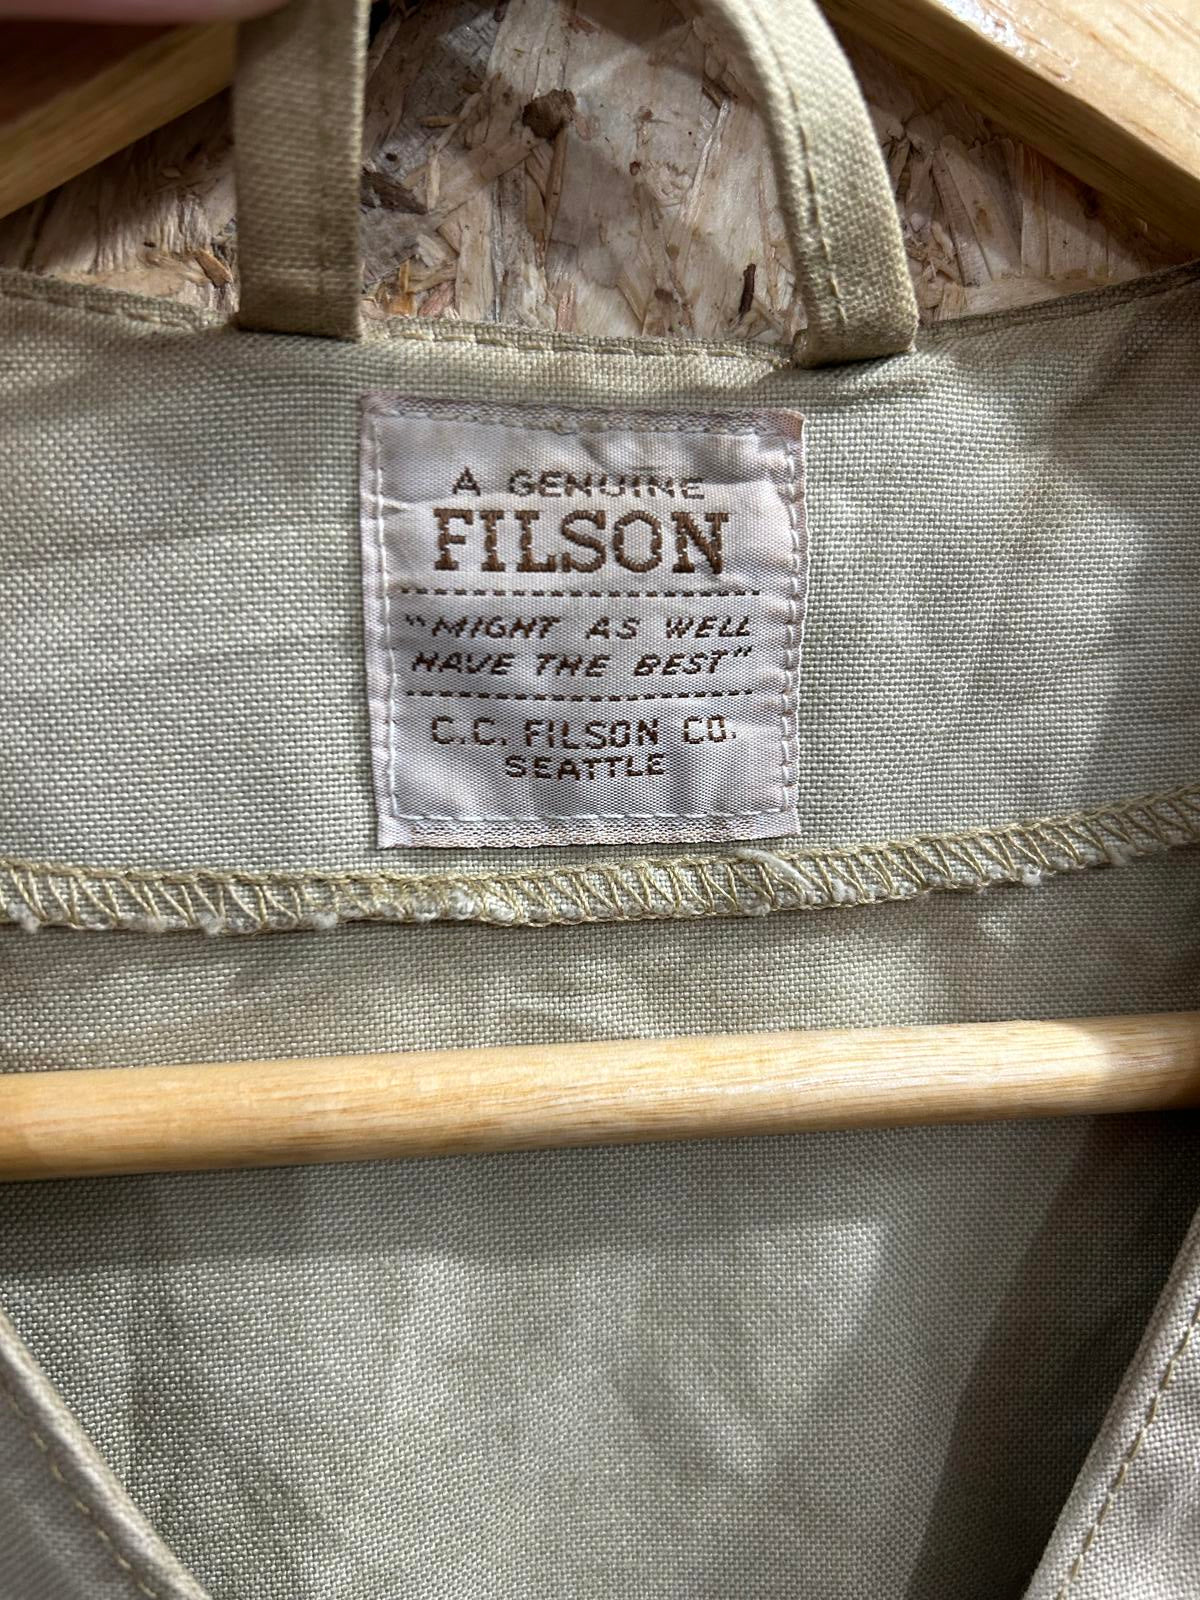 A GENUINE
FILSON
"MIGHT AS WELL
HAVE THE BEST"
C.C. FILSON CO.
SEATTLE